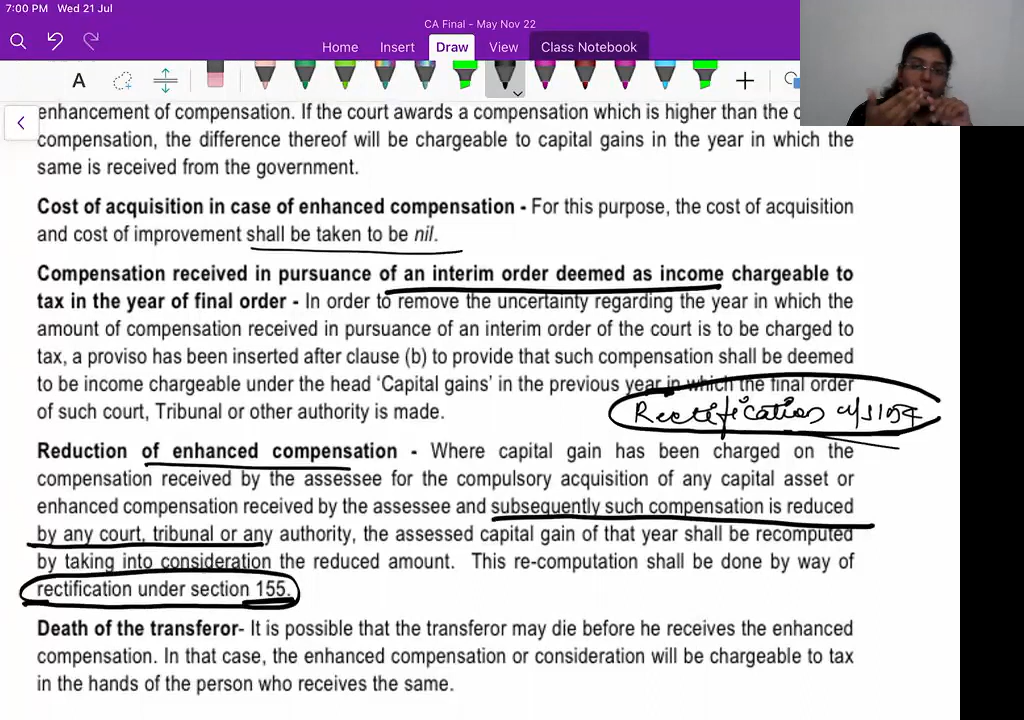 7:00 PM Wed 21 Jul
CA Final - May Nov 22
Home Insert Draw View Class Notebook
A
enhancement of compensation. If the court awards a compensation which is higher than the
compensation, the difference thereof will be chargeable to capital gains in the year in which the
same is received from the government.
Cost of acquisition in case of enhanced compensation - For this purpose, the cost of acquisition
and cost of improvement shall be taken to be nil.
Compensation received in pursuance of an interim order deemed as income chargeable to
tax in the year of final order - In order to remove the uncertainty regarding the year in which the
amount of compensation received in pursuance of an interim order of the court is to be charged to
tax, a proviso has been inserted after clause (b) to provide that such compensation shall be deemed
to be income chargeable under the head 'Capital gains' in the previous year in which the final order
of such court, Tribunal or other authority is made.
Rectification
Reduction of enhanced compensation - Where capital gain has been charged on the
compensation received by the assessee for the compulsory acquisition of any capital asset or
enhanced compensation received by the assessee and subsequently such compensation is reduced
by any court, tribunal or any authority, the assessed capital gain of that year shall be recomputed
by taking into consideration the reduced amount. This re-computation shall be done by way of
rectification under section 155.
Death of the transferor- It is possible that the transferor may die before he receives the enhanced
compensation. In that case, the enhanced compensation or consideration will be chargeable to tax
in the hands of the person who receives the same.